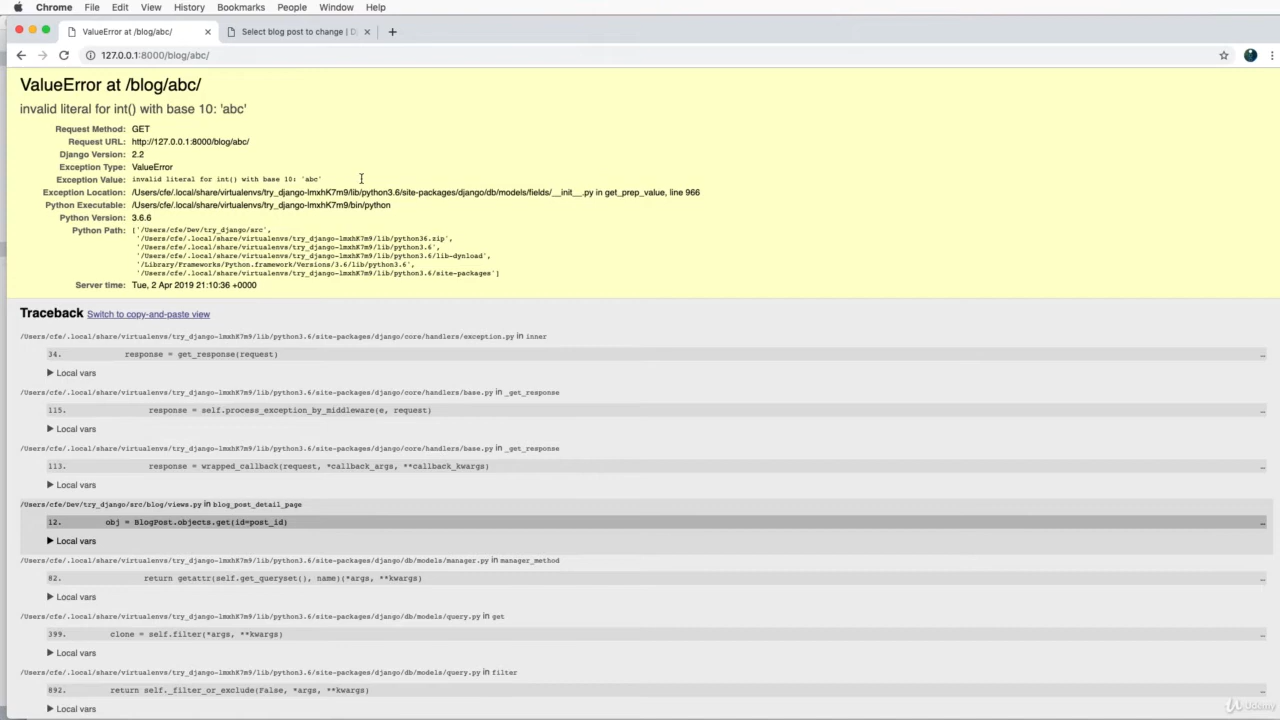 Chrome File Edit View History Bookmarks People Window Help
ValueError at /blog/abc/ × Select blog post to change | D × +
127.0.0.1:8000/blog/abc/
ValueError at /blog/abc/
invalid literal for int() with base 10: 'abc'
Request Method: GET
Request URL: http://127.0.0.1:8000/blog/abc/
Django Version: 2.2
Exception Type: ValueError
Exception Value: invalid literal for int() with base 10: 'abc'
Exception Location: /Users/cfe/.local/share/virtualenvs/try_django-lmxhK7m9/lib/python3.6/site-packages/django/db/models/fields/__init__.py in get_prep_value, line 966
Python Executable: /Users/cfe/.local/share/virtualenvs/try_django-lmxhK7m9/bin/python
Python Version: 3.6.6
Python Path: ['/Users/cfe/Dev/try_django/src',
'/Users/cfe/.local/share/virtualenvs/try_django-lmxhK7m9/lib/python36.zip',
'/Users/cfe/.local/share/virtualenvs/try_django-lmxhK7m9/lib/python3.6',
'/Users/cfe/.local/share/virtualenvs/try_django-lmxhK7m9/lib/python3.6/lib-dynload',
'/Library/Frameworks/Python.framework/Versions/3.6/lib/python3.6',
'/Users/cfe/.local/share/virtualenvs/try_django-lmxhK7m9/lib/python3.6/site-packages']
Server time: Tue, 2 Apr 2019 21:10:36 +0000
Traceback Switch to copy-and-paste view
/Users/cfe/.local/share/virtualenvs/try_django-lmxhK7m9/lib/python3.6/site-packages/django/core/handlers/exception.py in inner
34. response = get_response(request) ...
▶ Local vars
/Users/cfe/.local/share/virtualenvs/try_django-lmxhK7m9/lib/python3.6/site-packages/django/core/handlers/base.py in _get_response
115. response = self.process_exception_by_middleware(e, request) ...
▶ Local vars
/Users/cfe/.local/share/virtualenvs/try_django-lmxhK7m9/lib/python3.6/site-packages/django/core/handlers/base.py in _get_response
113. response = wrapped_callback(request, *callback_args, **callback_kwargs) ...
▶ Local vars
/Users/cfe/Dev/try_django/src/blog/views.py in blog_post_detail_page
12. obj = BlogPost.objects.get(id=post_id) ...
▶ Local vars
/Users/cfe/.local/share/virtualenvs/try_django-lmxhK7m9/lib/python3.6/site-packages/django/db/models/manager.py in manager_method
82. return getattr(self.get_queryset(), name)(*args, **kwargs) ...
▶ Local vars
/Users/cfe/.local/share/virtualenvs/try_django-lmxhK7m9/lib/python3.6/site-packages/django/db/models/query.py in get
399. clone = self.filter(*args, **kwargs) ...
▶ Local vars
/Users/cfe/.local/share/virtualenvs/try_django-lmxhK7m9/lib/python3.6/site-packages/django/db/models/query.py in filter
892. return self._filter_or_exclude(False, *args, **kwargs) ...
▶ Local vars
Udemy